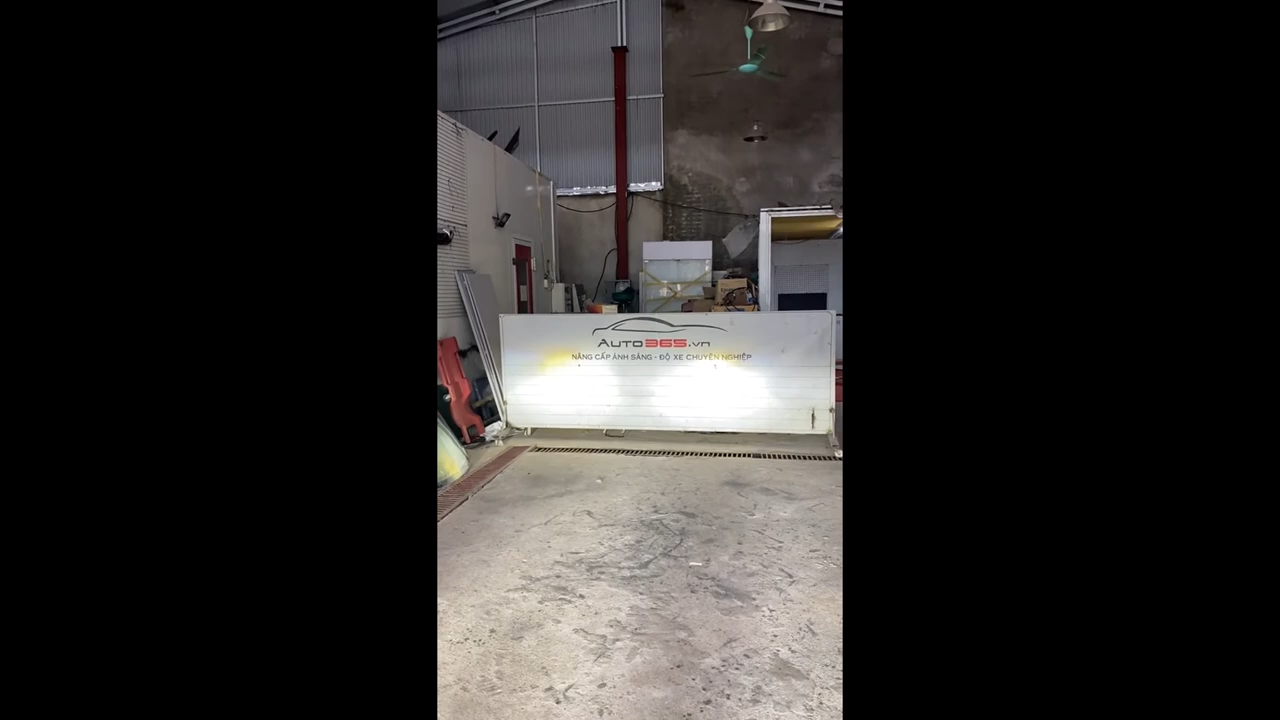 AUTO365.vn
NÂNG CẤP ÁNH SÁNG - ĐỘ XE CHUYÊN NGHIỆP